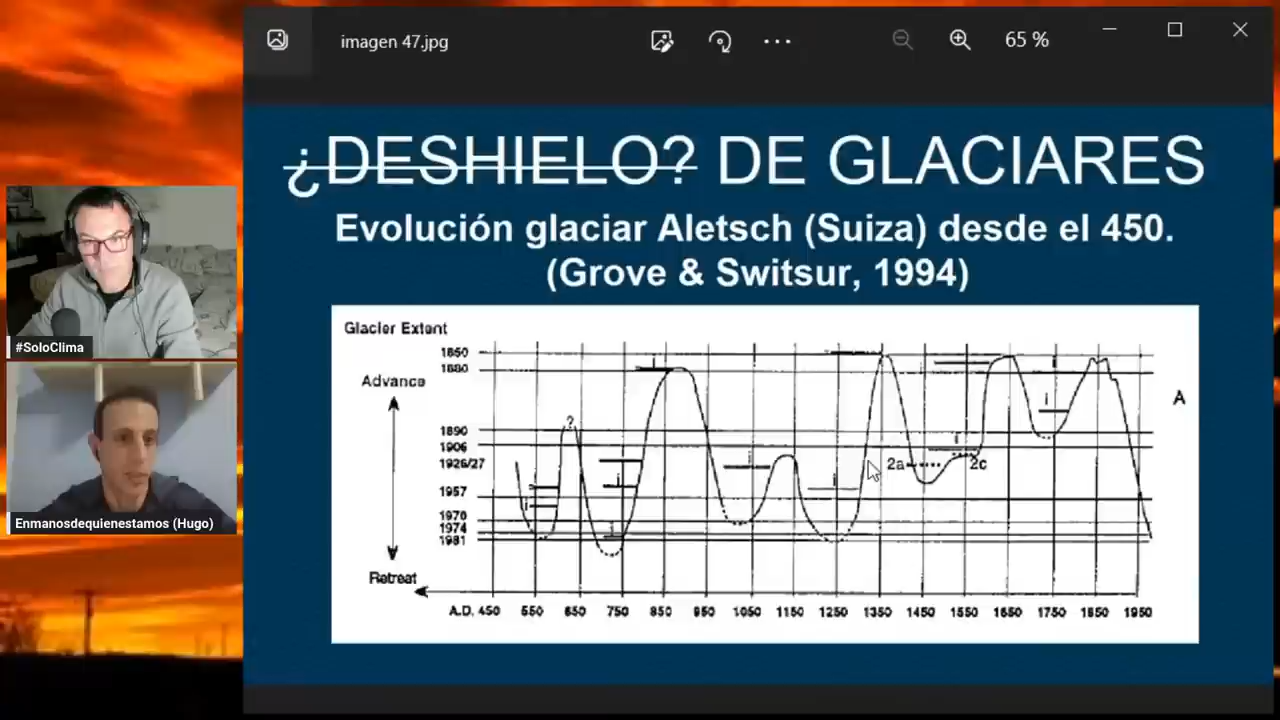 imagen 47.jpg
65 %
¿DESHIELO? DE GLACIARES
Evolución glaciar Aletsch (Suiza) desde el 450.
(Grove & Switsur, 1994)
Glacier Extent
1850
1880
Advance
A
?
1890
1906
1926/27
2a
2c
1957
1970
1974
1981
Retreat
A.D. 450 550 650 750 850 950 1050 1150 1250 1350 1450 1550 1650 1750 1850 1950
#SoloClima
Enmanosdequienestamos (Hugo)